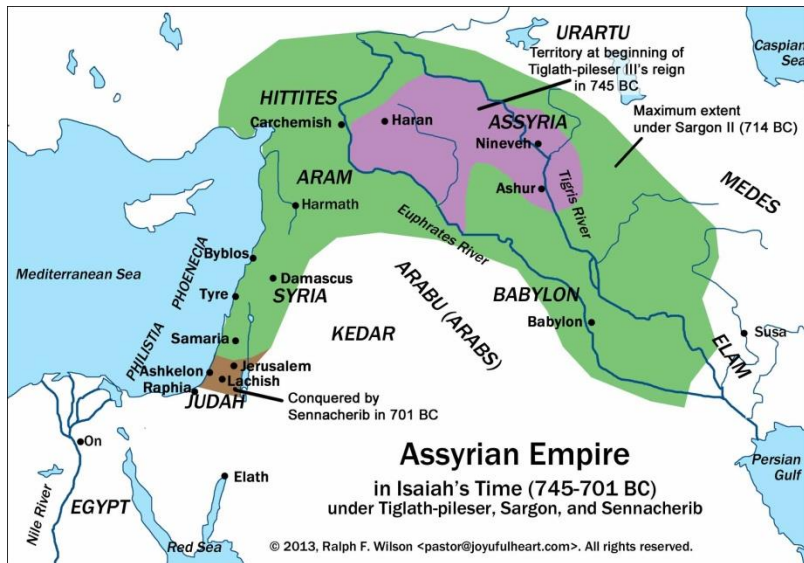 URARTU
Caspian
Sea
Territory at beginning of
Tiglath-pileser III's reign
in 745 BC
HITTITES
Carchemish
Haran
ASSYRIA
Nineveh
Maximum extent
under Sargon II (714 BC)
ARAM
Harmath
Ashur
Tigris River
MEDES
Euphrates River
Byblos
Mediterranean Sea
PHOENECIA
Damascus
Tyre
SYRIA
ARABU (ARABS)
BABYLON
Babylon
KEDAR
Susa
ELAM
Samaria
PHILISTIA
Ashkelon
Jerusalem
Raphia
Lachish
JUDAH
Conquered by
Sennacherib in 701 BC
On
Elath
EGYPT
Nile River
Red Sea
Persian
Gulf
Assyrian Empire
in Isaiah's Time (745-701 BC)
under Tiglath-pileser, Sargon, and Sennacherib
© 2013, Ralph F. Wilson <pastor@joyufulheart.com>. All rights reserved.